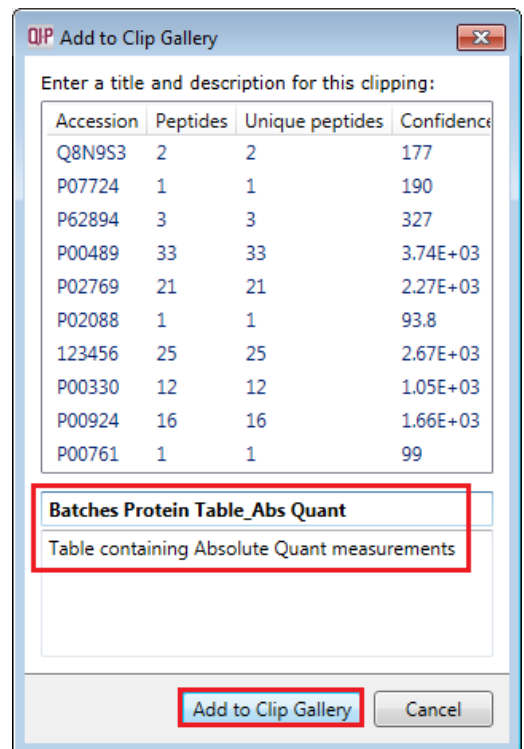 QIP Add to Clip Gallery
Enter a title and description for this clipping:
Accession Peptides Unique peptides Confidence
Q8N9S3 2 2 177
P07724 1 1 190
P62894 3 3 327
P00489 33 33 3.74E+03
P02769 21 21 2.27E+03
P02088 1 1 93.8
123456 25 25 2.67E+03
P00330 12 12 1.05E+03
P00924 16 16 1.66E+03
P00761 1 1 99
Batches Protein Table_Abs Quant
Table containing Absolute Quant measurements
Add to Clip Gallery Cancel